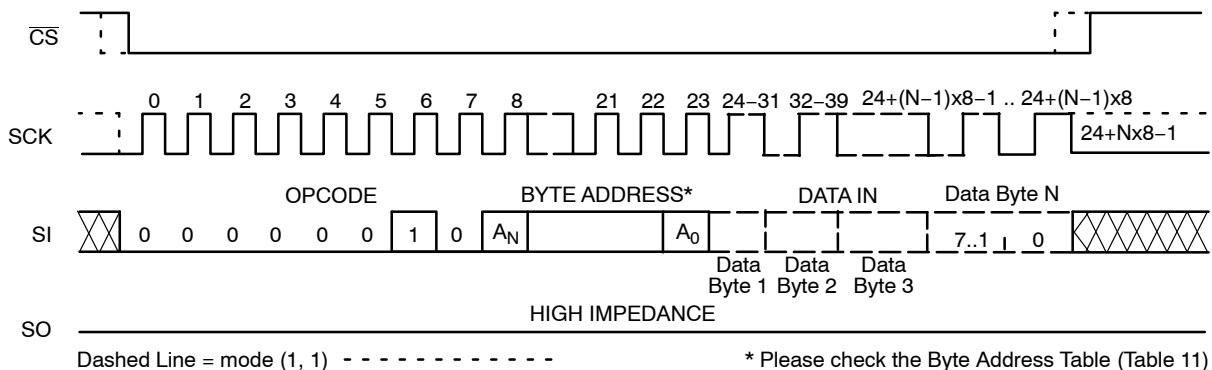 CS
0 1 2 3 4 5 6 7 8 21 22 23 24−31 32−39 24+(N−1)x8−1 .. 24+(N−1)x8
SCK
24+Nx8−1
OPCODE BYTE ADDRESS* DATA IN Data Byte N
SI
0 0 0 0 0 0 1 0 AN A0 7..1 0
Data Byte 1
Data Byte 2
Data Byte 3
HIGH IMPEDANCE
SO
Dashed Line = mode (1, 1)
* Please check the Byte Address Table (Table 11)